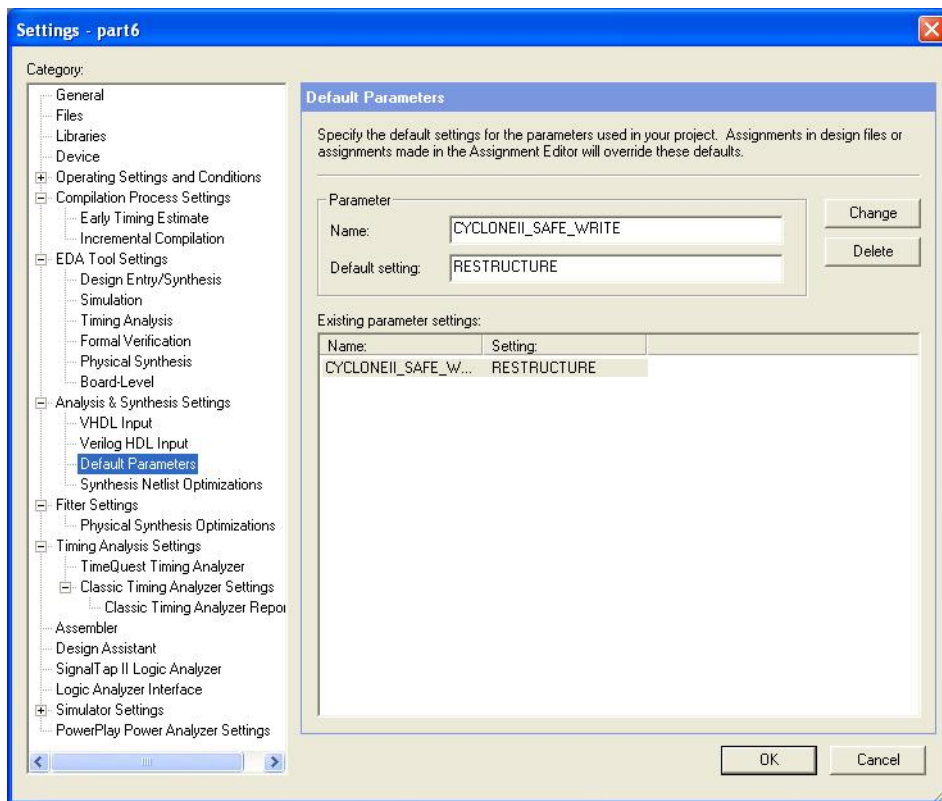 Settings - part6
Category:
General
Files
Libraries
Device
Operating Settings and Conditions
Compilation Process Settings
Early Timing Estimate
Incremental Compilation
EDA Tool Settings
Design Entry/Synthesis
Simulation
Timing Analysis
Formal Verification
Physical Synthesis
Board-Level
Analysis & Synthesis Settings
VHDL Input
Verilog HDL Input
Default Parameters
Synthesis Netlist Optimizations
Fitter Settings
Physical Synthesis Optimizations
Timing Analysis Settings
TimeQuest Timing Analyzer
Classic Timing Analyzer Settings
Classic Timing Analyzer Repor
Assembler
Design Assistant
SignalTap II Logic Analyzer
Logic Analyzer Interface
Simulator Settings
PowerPlay Power Analyzer Settings
Default Parameters
Specify the default settings for the parameters used in your project. Assignments in design files or
assignments made in the Assignment Editor will override these defaults.
Parameter
Name: CYCLONEII_SAFE_WRITE
Default setting: RESTRUCTURE
Change
Delete
Existing parameter settings:
Name: Setting:
CYCLONEII_SAFE_W... RESTRUCTURE
OK Cancel